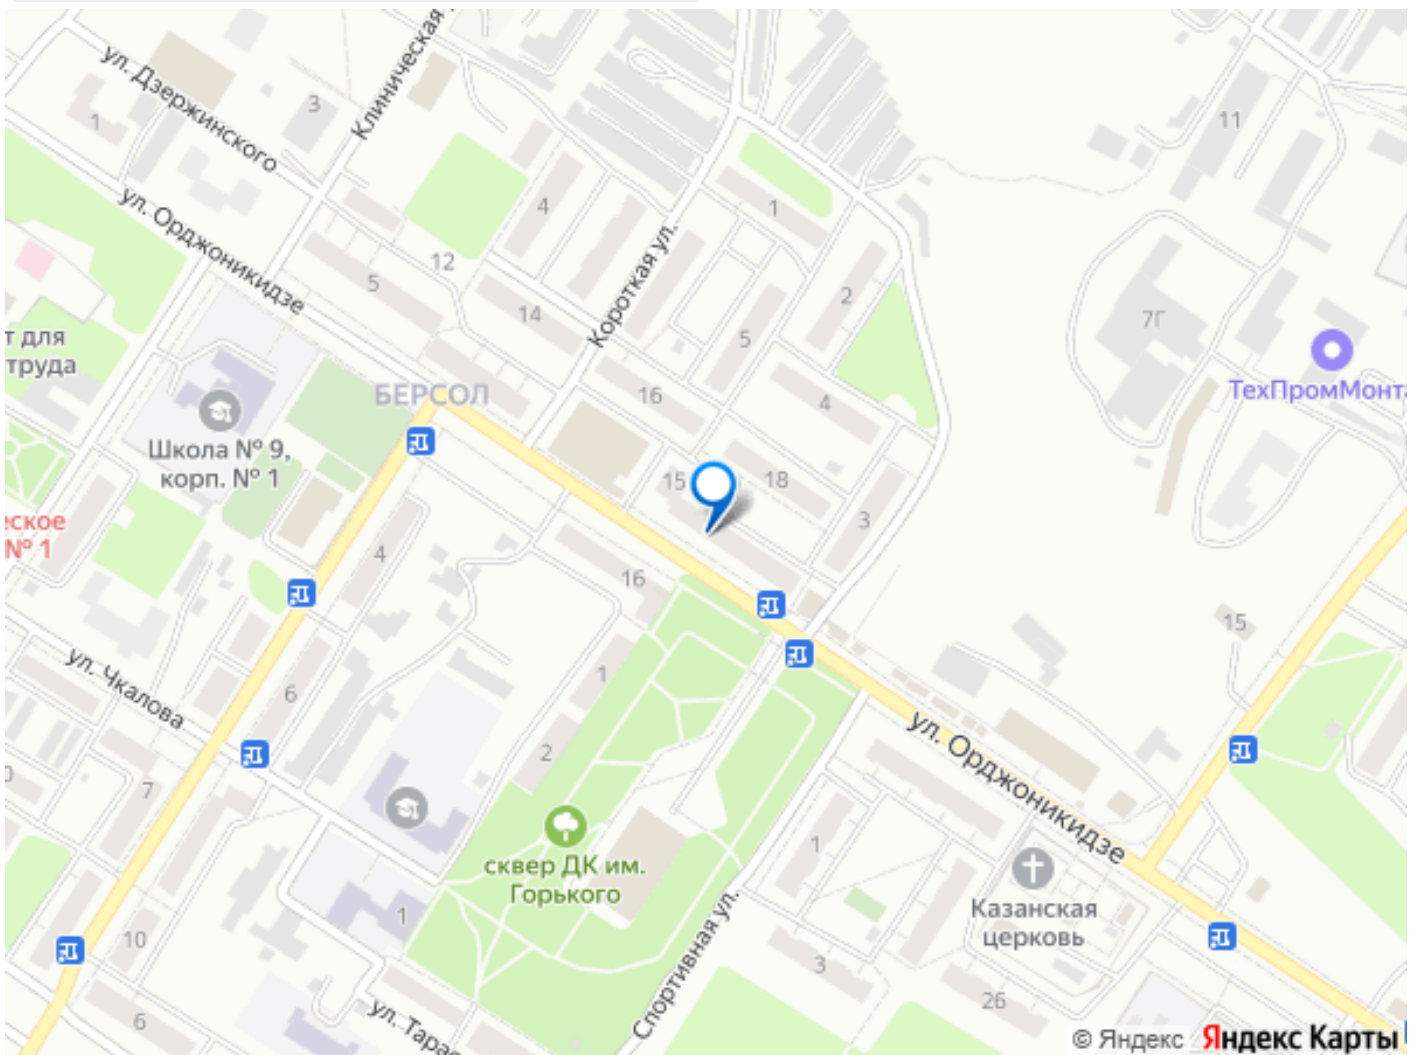 Клиническая
ул. Дзержинского
3
1
11
4
1
ул. Орджоникидзе
Короткая ул.
12
5
14
2
5
7Г
т для
труда
БЕРСОЛ
16
4
ТехПромМонта
Школа № 9,
корп. № 1
15
18
3
еское
№ 1
4
16
15
ул. Чкалова
6
1
2
7
ул. Орджоникидзе
1
сквер ДК им.
Горького
Казанская
церковь
1
10
3
26
Спортивная ул.
6
ул. Тарас
© Яндекс
Яндекс Карты